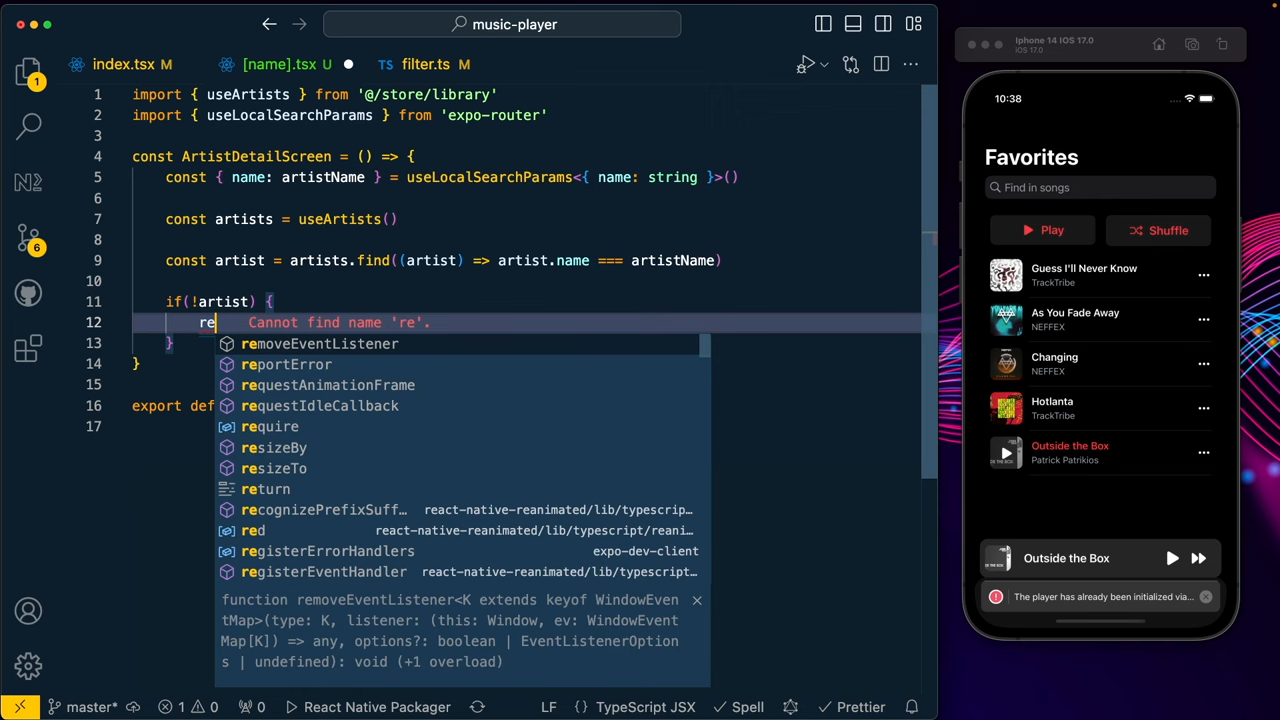 music-player
index.tsx M
[name].tsx U
TS filter.ts M
1 import { useArtists } from '@/store/library'
2 import { useLocalSearchParams } from 'expo-router'
3
4 const ArtistDetailScreen = () => {
5 const { name: artistName } = useLocalSearchParams<{ name: string }>()
6
7 const artists = useArtists()
8
9 const artist = artists.find((artist) => artist.name === artistName)
10
11 if(!artist) {
12 re Cannot find name 're'.
13 }
14 }
15
16 export def
17
removeEventListener
reportError
requestAnimationFrame
requestIdleCallback
require
resizeBy
resizeTo
return
recognizePrefixSuff… react-native-reanimated/lib/typescrip…
red react-native-reanimated/lib/typescript/reani…
registerErrorHandlers expo-dev-client
registerEventHandler react-native-reanimated/lib/typescript…
function removeEventListener<K extends keyof WindowEven
tMap>(type: K, listener: (this: Window, ev: WindowEvent
Map[K]) => any, options?: boolean | EventListenerOption
s | undefined): void (+1 overload)
1
6
master*
1 0
0
React Native Packager
LF
{} TypeScript JSX
Spell
Prettier
Iphone 14 IOS 17.0
iOS 17.0
10:38
Favorites
Find in songs
Play
Shuffle
Guess I'll Never Know
TrackTribe
As You Fade Away
NEFFEX
Changing
NEFFEX
Hotlanta
TrackTribe
Outside the Box
Patrick Patrikios
Outside the Box
The player has already been initialized via...